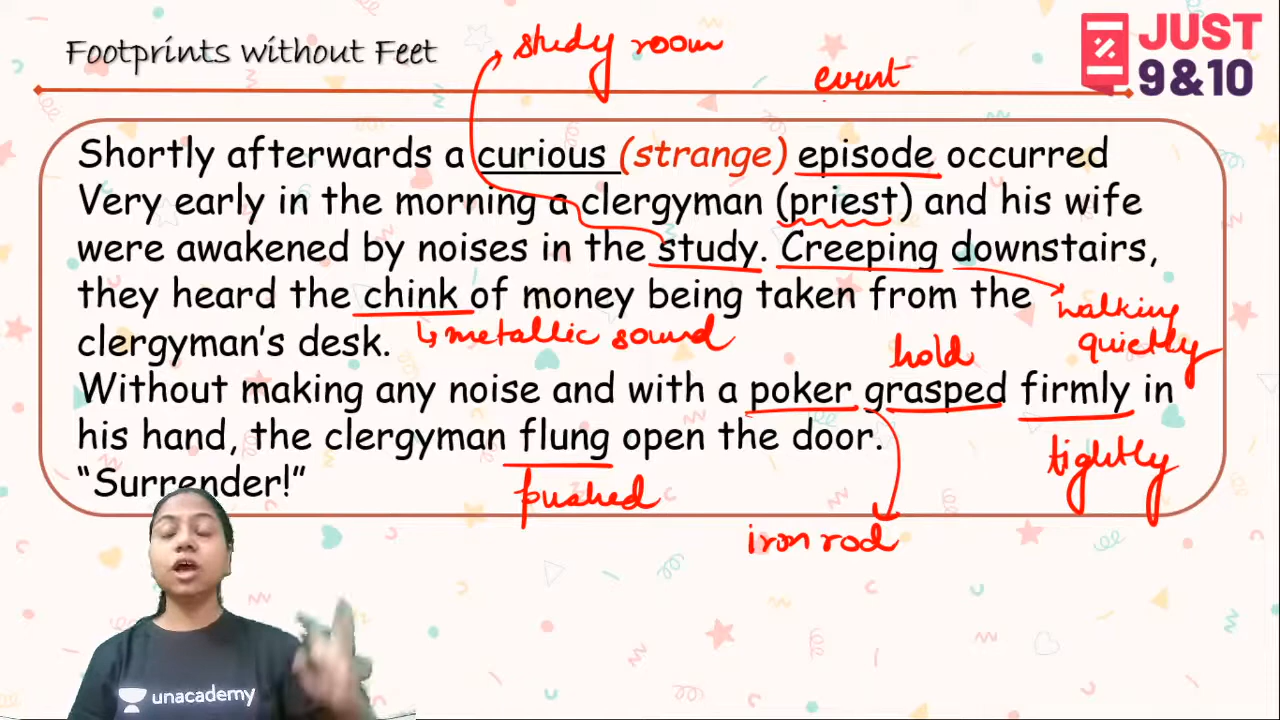 Footprints without Feet
study room
event
JUST
9&10
Shortly afterwards a curious (strange) episode occurred
Very early in the morning a clergyman (priest) and his wife
were awakened by noises in the study. Creeping downstairs,
they heard the chink of money being taken from the
walking
quietly
clergyman's desk.
metallic sound
hold
Without making any noise and with a poker grasped firmly in
his hand, the clergyman flung open the door.
tightly
"Surrender!"
pushed
iron rod
unacademy